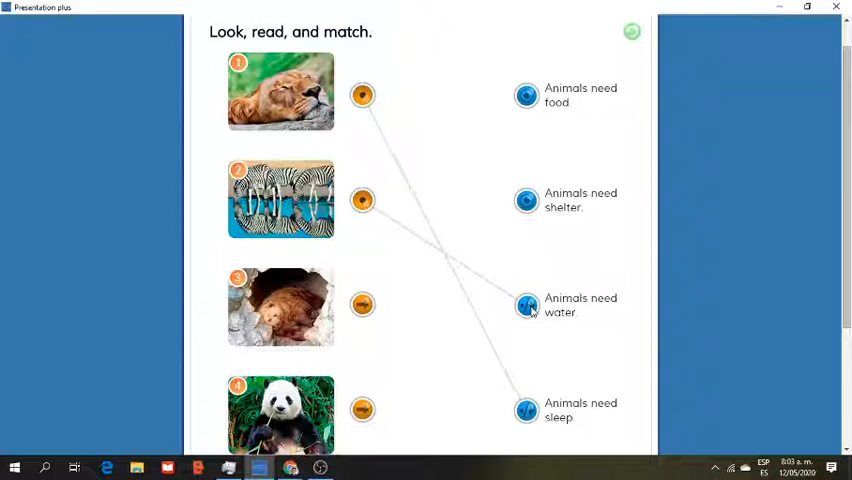 Presentation plus
Look, read, and match.
1
Animals need
food.
2
Animals need
shelter.
3
Animals need
water.
4
Animals need
sleep.
ESP
ES
8:03 a. m.
12/05/2020